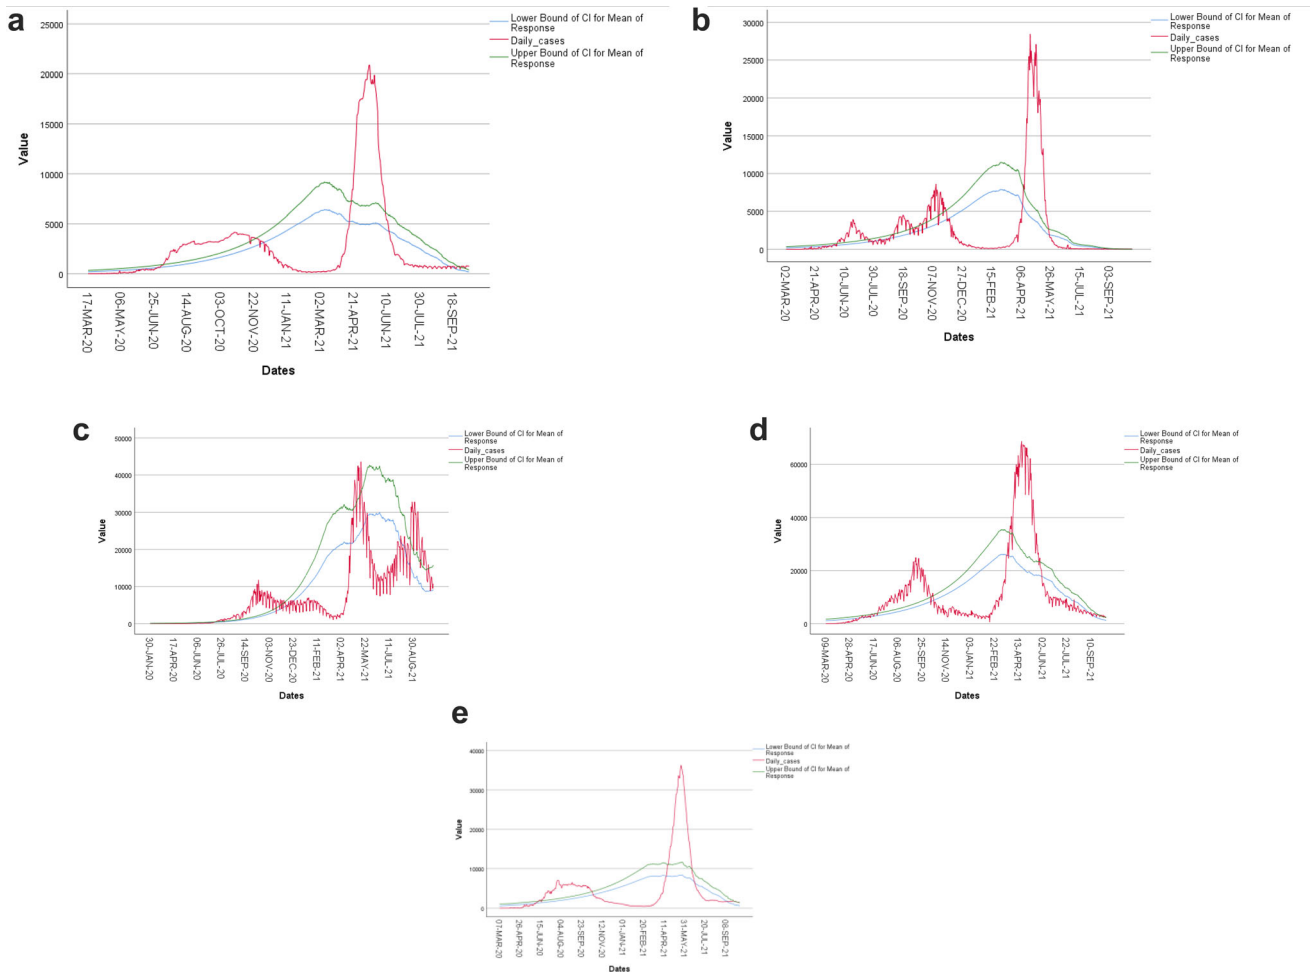 a
25000
20000
15000
10000
5000
0
Value
17-MAR-20
06-MAY-20
25-JUN-20
14-AUG-20
03-OCT-20
22-NOV-20
11-JAN-21
02-MAR-21
21-APR-21
10-JUN-21
30-JUL-21
18-SEP-21
Dates
Lower Bound of CI for Mean of
Response
Daily_cases
Upper Bound of CI for Mean of
Response
b
30000
25000
20000
15000
10000
5000
0
Value
02-MAR-20
21-APR-20
10-JUN-20
30-JUL-20
18-SEP-20
07-NOV-20
27-DEC-20
15-FEB-21
06-APR-21
26-MAY-21
15-JUL-21
03-SEP-21
Dates
Lower Bound of CI for Mean of
Response
Daily_cases
Upper Bound of CI for Mean of
Response
c
50000
40000
30000
20000
10000
0
Value
30-JAN-20
17-APR-20
06-JUN-20
26-JUL-20
14-SEP-20
03-NOV-20
23-DEC-20
11-FEB-21
02-APR-21
22-MAY-21
11-JUL-21
30-AUG-21
Dates
Lower Bound of CI for Mean of
Response
Daily_cases
Upper Bound of CI for Mean of
Response
d
60000
40000
20000
0
Value
09-MAR-20
28-APR-20
17-JUN-20
06-AUG-20
25-SEP-20
14-NOV-20
03-JAN-21
22-FEB-21
13-APR-21
02-JUN-21
22-JUL-21
10-SEP-21
Dates
Lower Bound of CI for Mean of
Response
Daily_cases
Upper Bound of CI for Mean of
Response
e
40000
30000
20000
10000
0
Value
07-MAR-20
26-APR-20
15-JUN-20
04-AUG-20
23-SEP-20
12-NOV-20
01-JAN-21
20-FEB-21
11-APR-21
31-MAY-21
20-JUL-21
08-SEP-21
Dates
Lower Bound of CI for Mean of
Response
Daily_cases
Upper Bound of CI for Mean of
Response